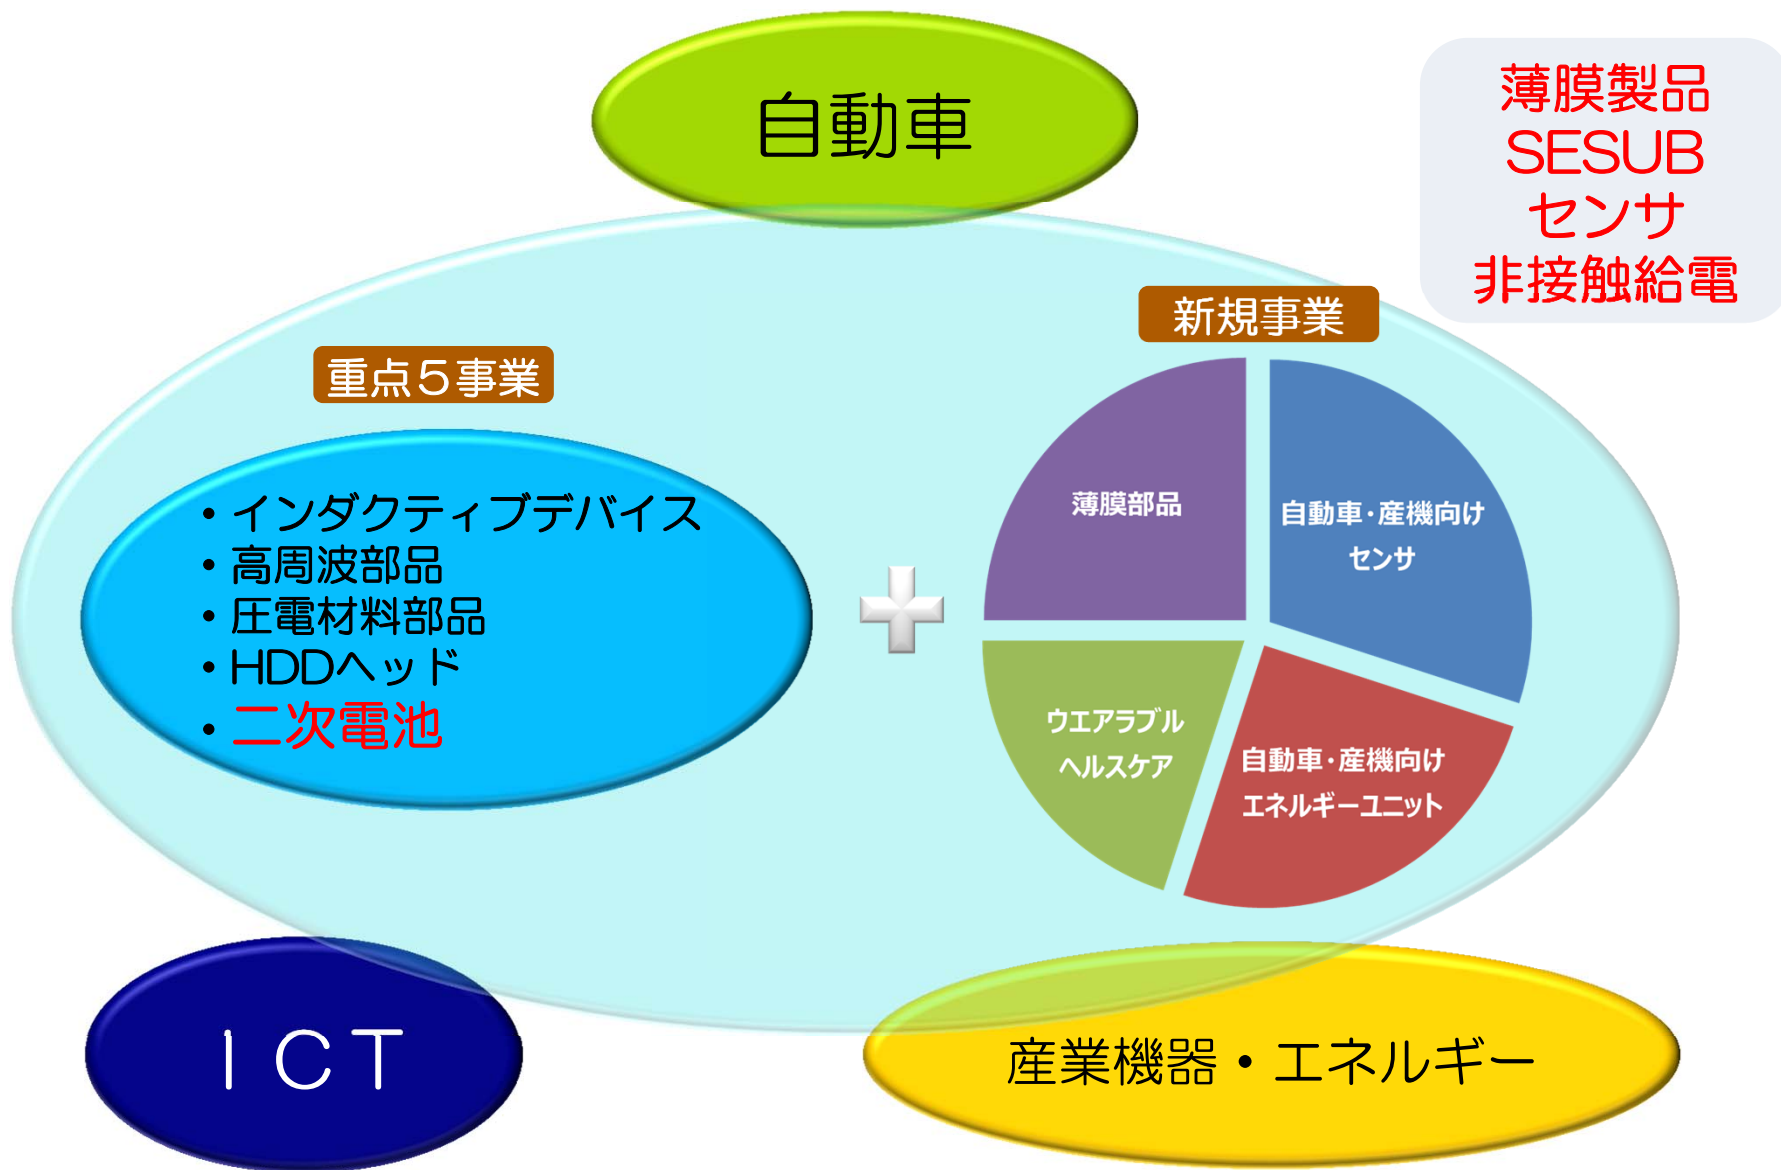 自動車
薄膜製品
SESUB
センサ
非接触給電
新規事業
重点５事業
・インダクティブデバイス
・高周波部品
・圧電材料部品
・HDDヘッド
・二次電池
薄膜部品
自動車・産機向け
センサ
ウエアラブル
ヘルスケア
自動車・産機向け
エネルギーユニット
ＩＣＴ
産業機器・エネルギー